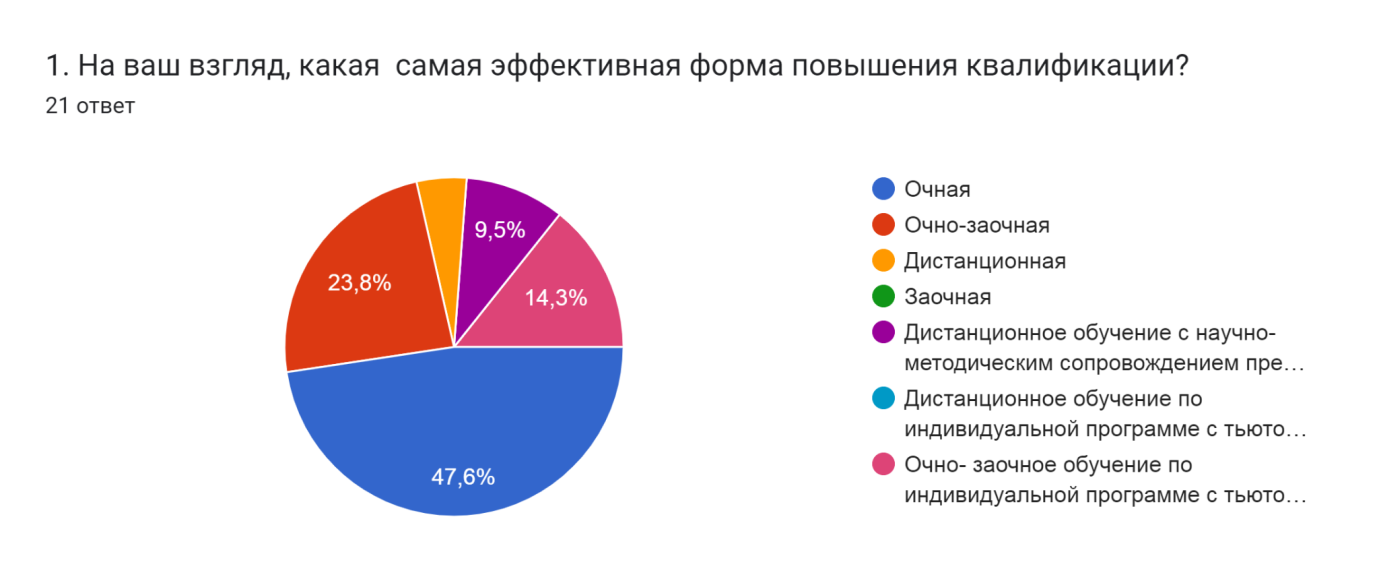 1. На ваш взгляд, какая  самая эффективная форма повышения квалификации?
21 ответ
9,5%
23,8%
14,3%
47,6%
Очная
Очно-заочная
Дистанционная
Заочная
Дистанционное обучение с научно-
методическим сопровождением пре…
Дистанционное обучение по
индивидуальной программе с тьюто…
Очно- заочное обучение по
индивидуальной программе с тьюто…